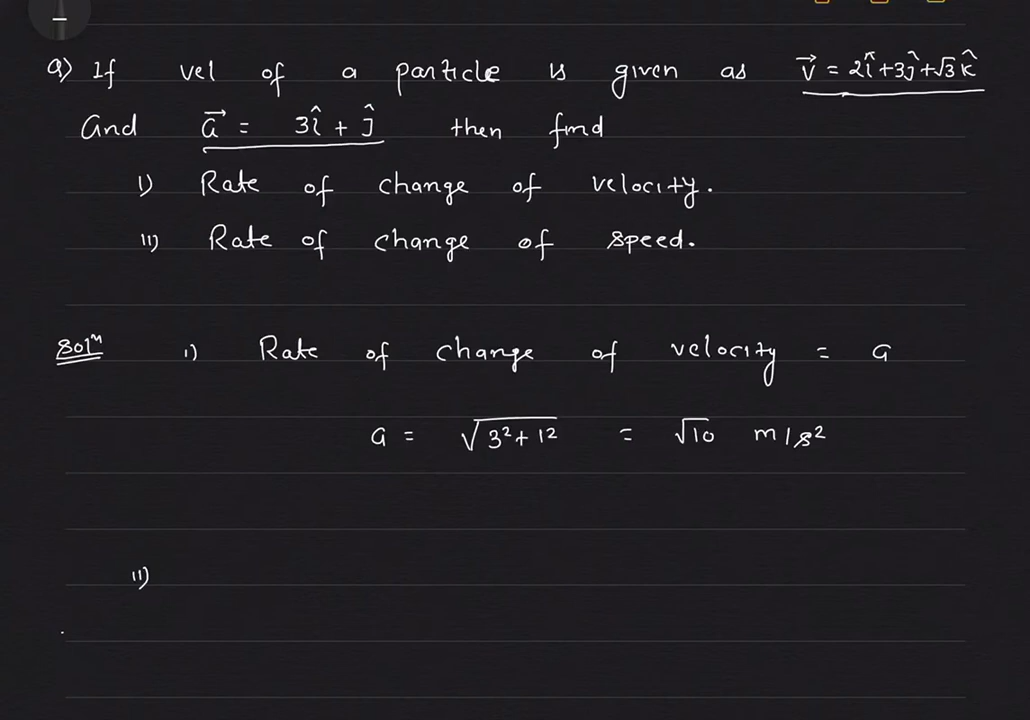 Q) If vel of a particle is given as v⃗ = 2î+3ĵ+√3 k̂
And a⃗ = 3î + ĵ then find
i) Rate of change of velocity.
ii) Rate of change of speed.
Solⁿ i) Rate of change of velocity = a
a = √3²+1² = √10 m/s²
ii)